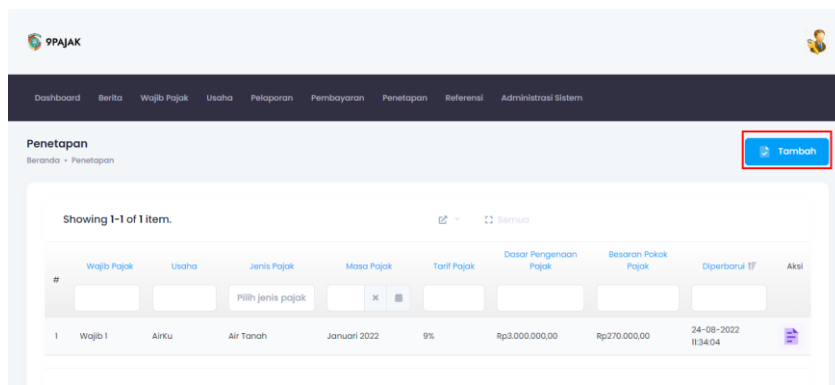 9PAJAK
Dashboard Berita Wajib Pajak Usaha Pelaporan Pembayaran Penetapan Referensi Administrasi Sistem
Penetapan
Beranda • Penetapan
Tambah
Showing 1-1 of 1 item.
Semua
# Wajib Pajak Usaha Jenis Pajak Masa Pajak Tarif Pajak Dasar Pengenaan Pajak Besaran Pokok Pajak Diperbarui Aksi
Pilih jenis pajak
1 Wajib 1 AirKu Air Tanah Januari 2022 9% Rp3.000.000,00 Rp270.000,00 24-08-2022 11:34:04